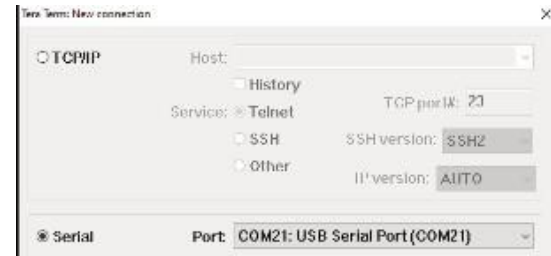 Tera Term: New connection
TCP/IP Host:
History
Service: Telnet TCP port#: 23
SSH SSH version: SSH2
Other IP version: AUTO
Serial Port: COM21: USB Serial Port (COM21)